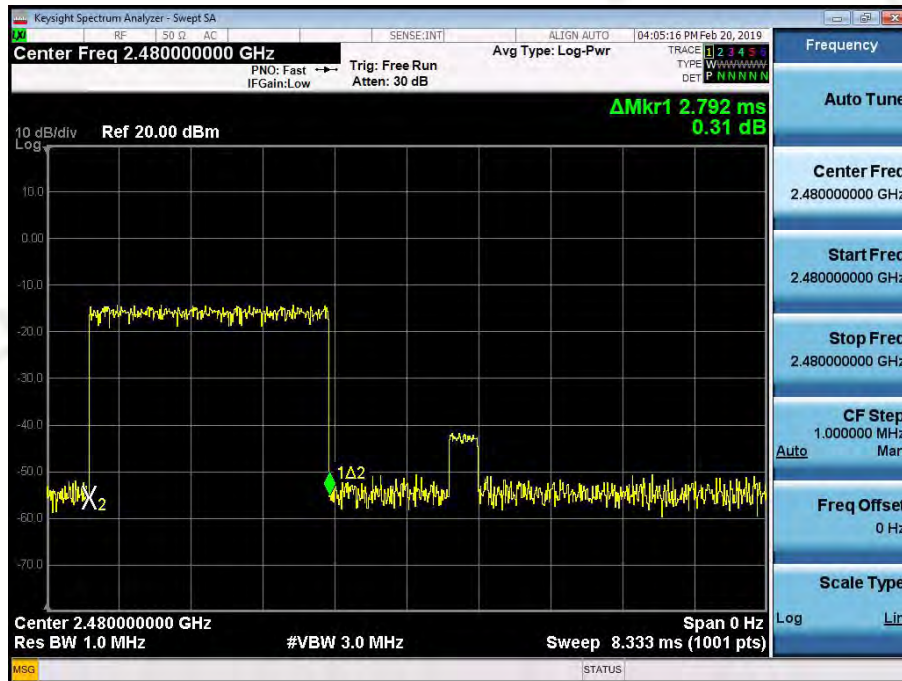 Keysight Spectrum Analyzer - Swept SA
LXI RF 50 Ω AC SENSE:INT ALIGN AUTO 04:05:16 PM Feb 20, 2019
Center Freq 2.480000000 GHz
PNO: Fast
IFGain:Low
Trig: Free Run
Atten: 30 dB
Avg Type: Log-Pwr
TRACE 1 2 3 4 5 6
TYPE WWWWWW
DET P N N N N N
ΔMkr1 2.792 ms
0.31 dB
10 dB/div Ref 20.00 dBm
Log
10.0
0.00
-10.0
-20.0
-30.0
-40.0
-50.0
-60.0
-70.0
X2
1Δ2
Center 2.480000000 GHz Span 0 Hz
Res BW 1.0 MHz #VBW 3.0 MHz Sweep 8.333 ms (1001 pts)
MSG STATUS
Frequency
Auto Tune
Center Freq
2.480000000 GHz
Start Freq
2.480000000 GHz
Stop Freq
2.480000000 GHz
CF Step
1.000000 MHz
Auto Man
Freq Offset
0 Hz
Scale Type
Log Lin